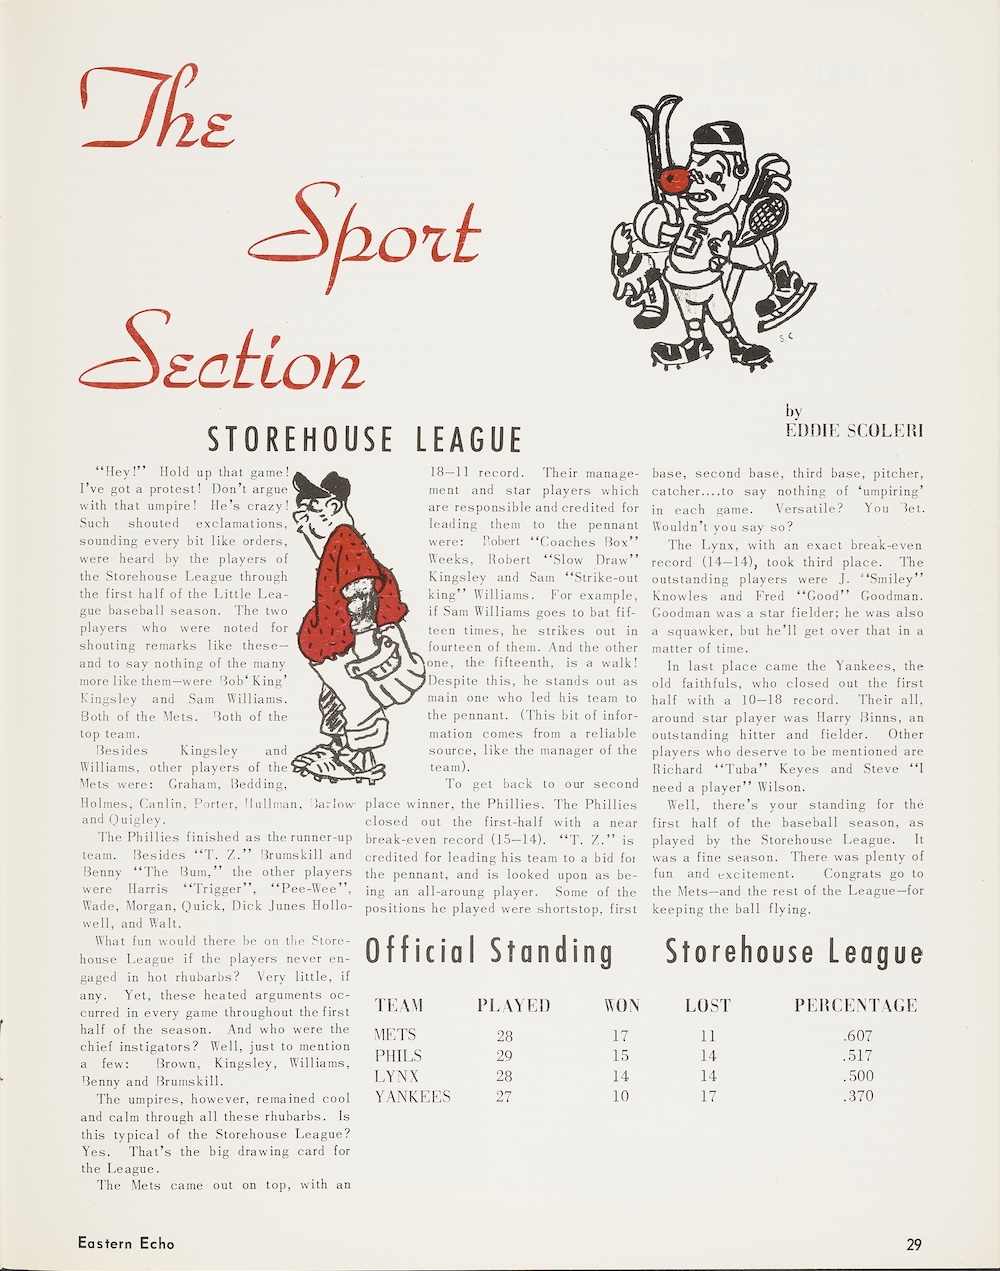 The
Sport
Section
S.C
by
EDDIE SCOLERI
STOREHOUSE LEAGUE
"Hey!" Hold up that game!
I've got a protest! Don't argue
with that umpire! He's crazy!
Such shouted exclamations,
sounding every bit like orders,
were heard by the players of
the Storehouse League through
the first half of the Little Lea-
gue baseball season. The two
players who were noted for
shouting remarks like these—
and to say nothing of the many
more like them—were Bob' King'
Kingsley and Sam Williams.
Both of the Mets. Both of the
top team.
Besides Kingsley and
Williams, other players of the
Mets were: Graham, Bedding,
Holmes, Canlin, Porter, Hullman, Barlow
and Quigley.
The Phillies finished as the runner-up
team. Besides "T. Z." Brumskill and
Benny "The Bum," the other players
were Harris "Trigger", "Pee-Wee",
Wade, Morgan, Quick, Dick Junes Hollo-
well, and Walt.
What fun would there be on the Store-
house League if the players never en-
gaged in hot rhubarbs? Very little, if
any. Yet, these heated arguments oc-
curred in every game throughout the first
half of the season. And who were the
chief instigators? Well, just to mention
a few: Brown, Kingsley, Williams,
Benny and Brumskill.
The umpires, however, remained cool
and calm through all these rhubarbs. Is
this typical of the Storehouse League?
Yes. That's the big drawing card for
the League.
The Mets came out on top, with an
18—11 record. Their manage-
ment and star players which
are responsible and credited for
leading them to the pennant
were: Robert "Coaches Box"
Weeks, Robert "Slow Draw"
Kingsley and Sam "Strike-out
king" Williams. For example,
if Sam Williams goes to bat fif-
teen times, he strikes out in
fourteen of them. And the other
one, the fifteenth, is a walk!
Despite this, he stands out as
main one who led his team to
the pennant. (This bit of infor-
mation comes from a reliable
source, like the manager of the
team).
To get back to our second
place winner, the Phillies. The Phillies
closed out the first-half with a near
break-even record (15—14). "T. Z." is
credited for leading his team to a bid for
the pennant, and is looked upon as be-
ing an all-aroung player. Some of the
positions he played were shortstop, first
base, second base, third base, pitcher,
catcher....to say nothing of 'umpiring'
in each game. Versatile? You Bet.
Wouldn't you say so?
The Lynx, with an exact break-even
record (14—14), took third place. The
outstanding players were J. "Smiley"
Knowles and Fred "Good" Goodman.
Goodman was a star fielder; he was also
a squawker, but he'll get over that in a
matter of time.
In last place came the Yankees, the
old faithfuls, who closed out the first
half with a 10—18 record. Their all,
around star player was Harry Binns, an
outstanding hitter and fielder. Other
players who deserve to be mentioned are
Richard "Tuba" Keyes and Steve "I
need a player" Wilson.
Well, there's your standing for the
first half of the baseball season, as
played by the Storehouse League. It
was a fine season. There was plenty of
fun and excitement. Congrats go to
the Mets—and the rest of the League—for
keeping the ball flying.
Official Standing Storehouse League
TEAM PLAYED WON LOST PERCENTAGE
METS 28 17 11 .607
PHILS 29 15 14 .517
LYNX 28 14 14 .500
YANKEES 27 10 17 .370
Eastern Echo
29